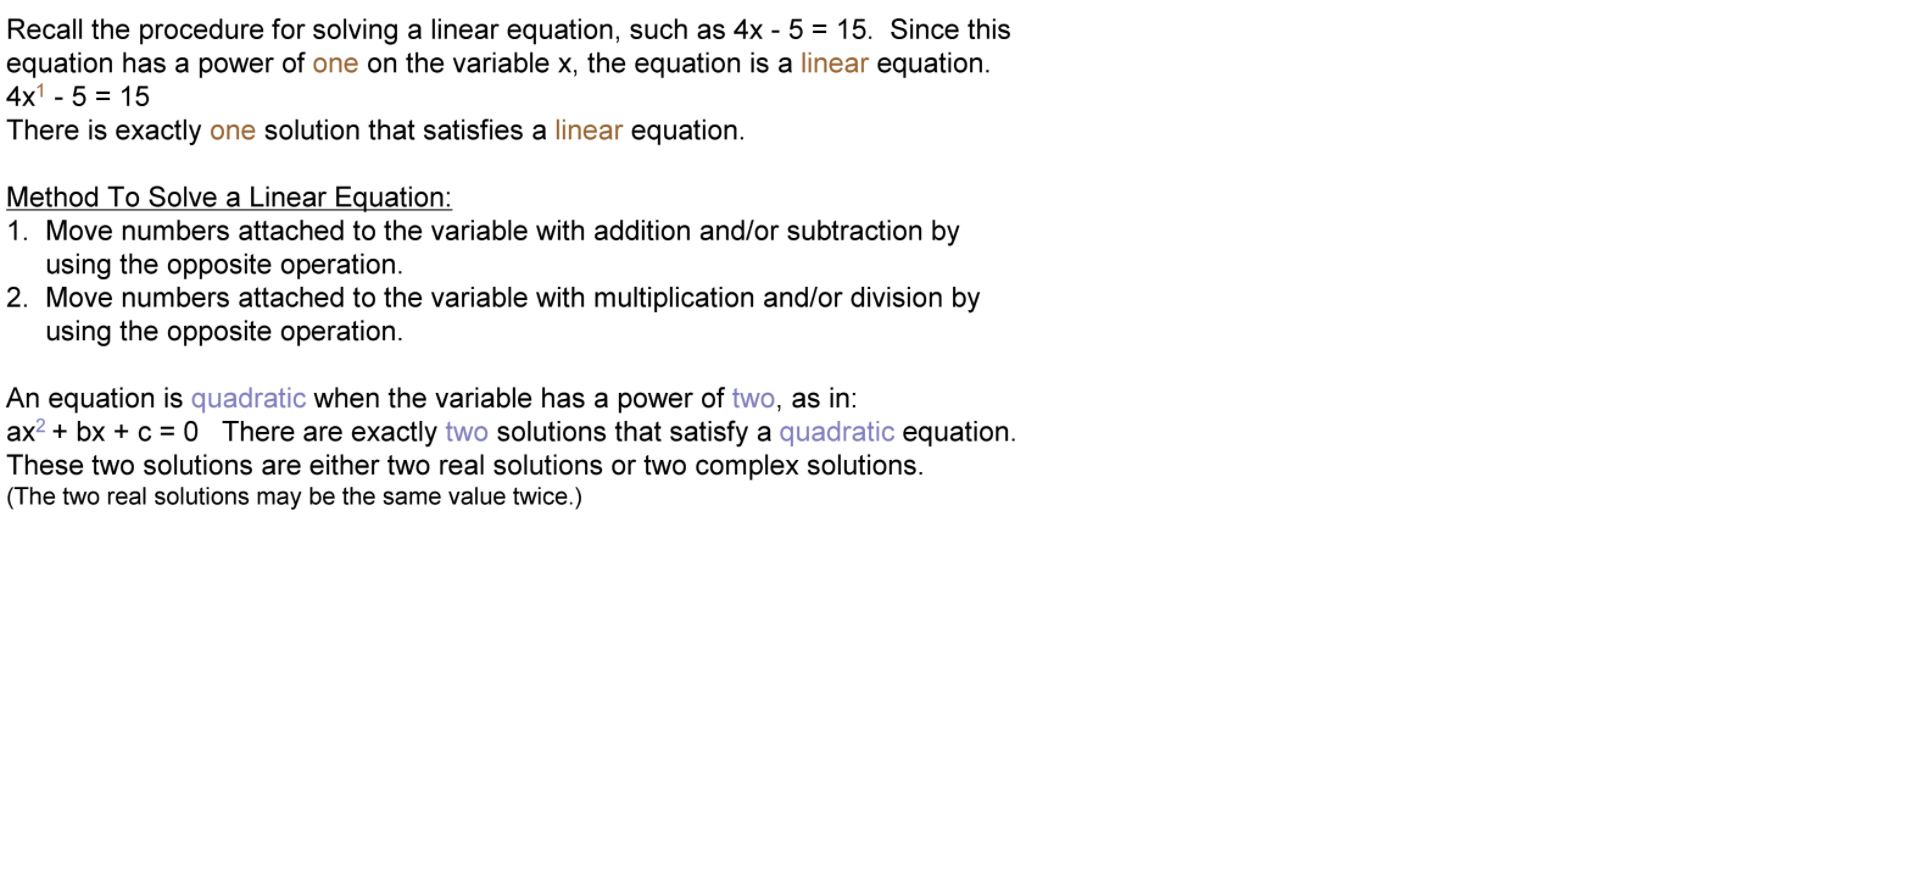 Recall the procedure for solving a linear equation, such as 4x - 5 = 15.  Since this
equation has a power of one on the variable x, the equation is a linear equation.
4x¹ - 5 = 15
There is exactly one solution that satisfies a linear equation.
Method To Solve a Linear Equation:
1.  Move numbers attached to the variable with addition and/or subtraction by
using the opposite operation.
2.  Move numbers attached to the variable with multiplication and/or division by
using the opposite operation.
An equation is quadratic when the variable has a power of two, as in:
ax² + bx + c = 0   There are exactly two solutions that satisfy a quadratic equation.
These two solutions are either two real solutions or two complex solutions.
(The two real solutions may be the same value twice.)